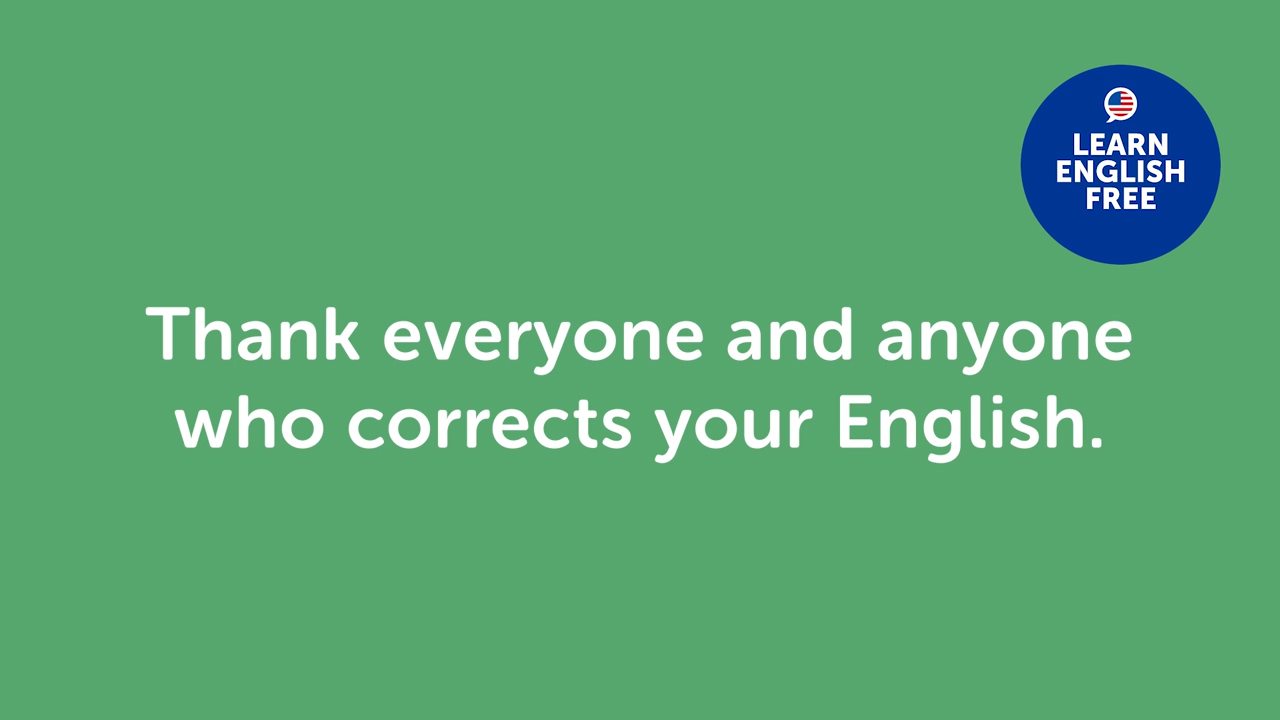 LEARN
ENGLISH
FREE
Thank everyone and anyone
who corrects your English.